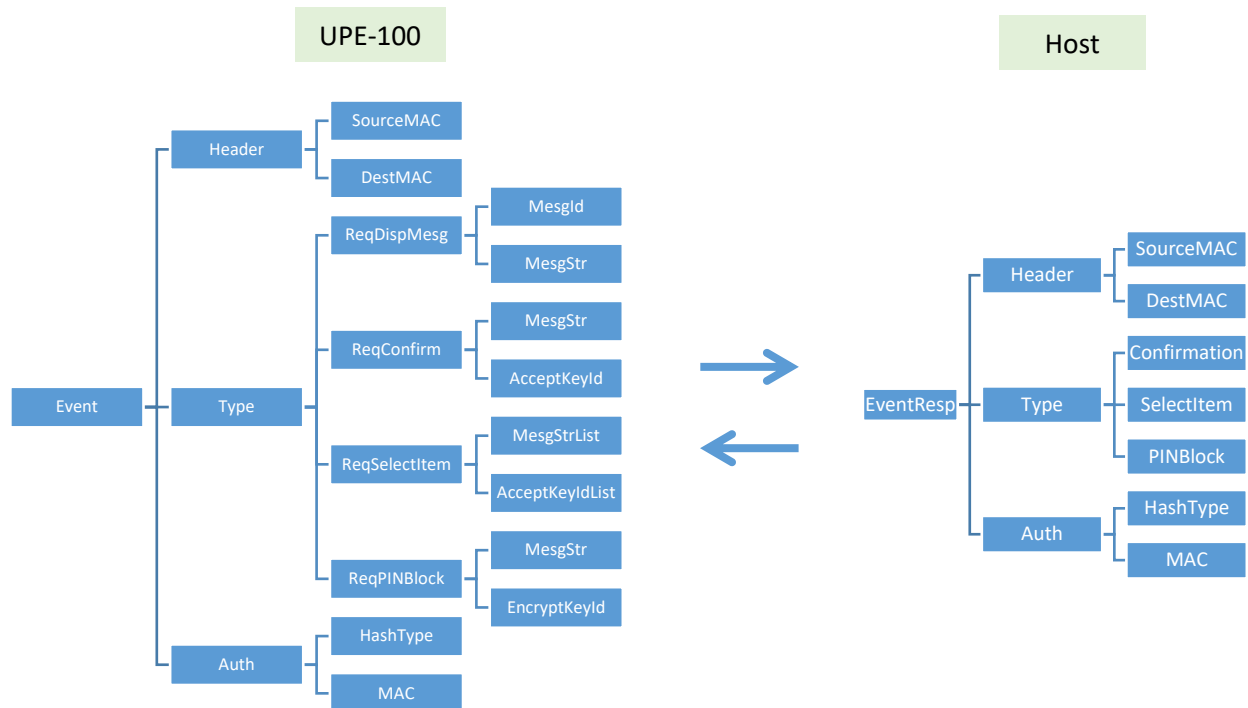 UPE-100
Host
SourceMAC
Header
DestMAC
MesgId
ReqDispMesg
MesgStr
MesgStr
ReqConfirm
AcceptKeyId
Event
Type
MesgStrList
ReqSelectItem
AcceptKeyIdList
MesgStr
ReqPINBlock
EncryptKeyId
HashType
Auth
MAC
SourceMAC
Header
DestMAC
Confirmation
EventResp
Type
SelectItem
PINBlock
HashType
Auth
MAC